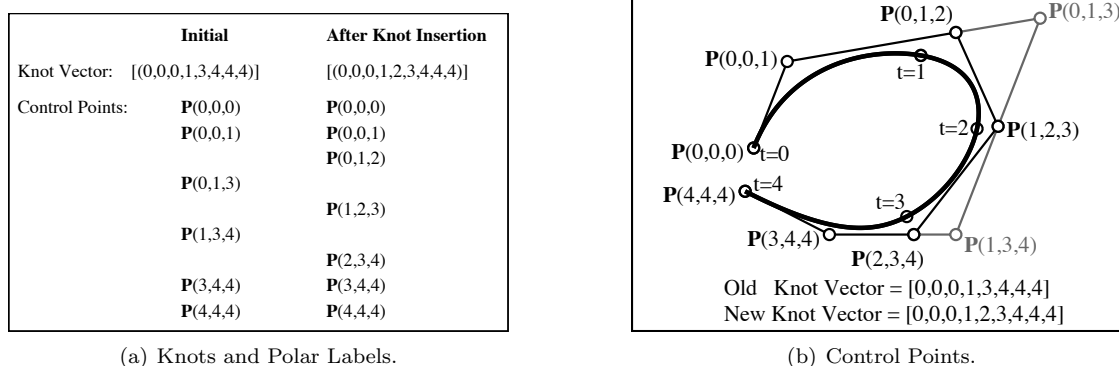 Initial After Knot Insertion
Knot Vector: [(0,0,0,1,3,4,4,4)] [(0,0,0,1,2,3,4,4,4)]
Control Points: P(0,0,0) P(0,0,0)
P(0,0,1) P(0,0,1)
P(0,1,2)
P(0,1,3)
P(1,2,3)
P(1,3,4)
P(2,3,4)
P(3,4,4) P(3,4,4)
P(4,4,4) P(4,4,4)
(a) Knots and Polar Labels.
P(0,1,2)
P(0,1,3)
P(0,0,1)
t=1
t=2
P(1,2,3)
P(0,0,0)
t=0
t=4
P(4,4,4)
t=3
P(3,4,4)
P(1,3,4)
P(2,3,4)
Old Knot Vector = [0,0,0,1,3,4,4,4]
New Knot Vector = [0,0,0,1,2,3,4,4,4]
(b) Control Points.